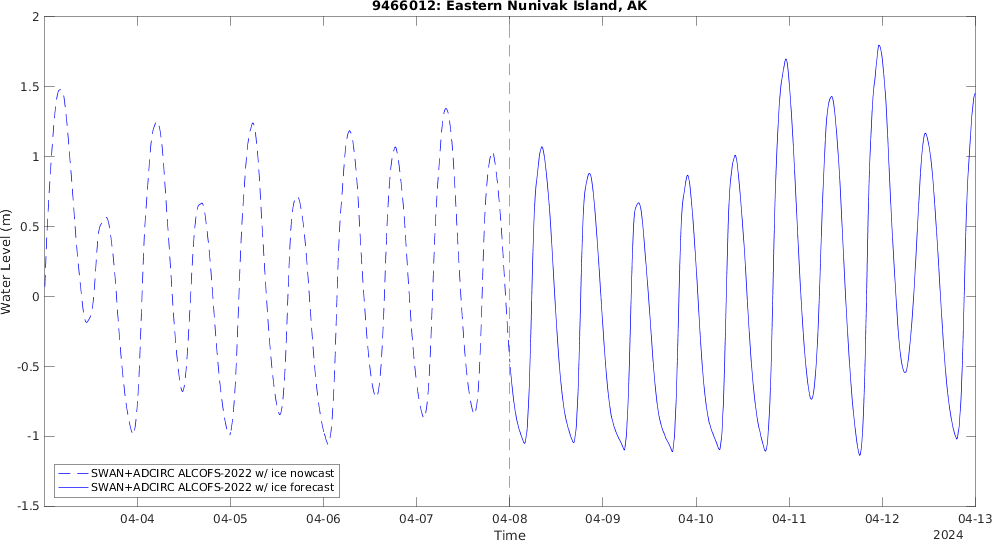 9466012: Eastern Nunivak Island, AK
2
1.5
1
0.5
0
-0.5
-1
-1.5
Water Level (m)
SWAN+ADCIRC ALCOFS-2022 w/ ice nowcast
SWAN+ADCIRC ALCOFS-2022 w/ ice forecast
04-04 04-05 04-06 04-07 04-08 04-09 04-10 04-11 04-12 04-13
Time
2024